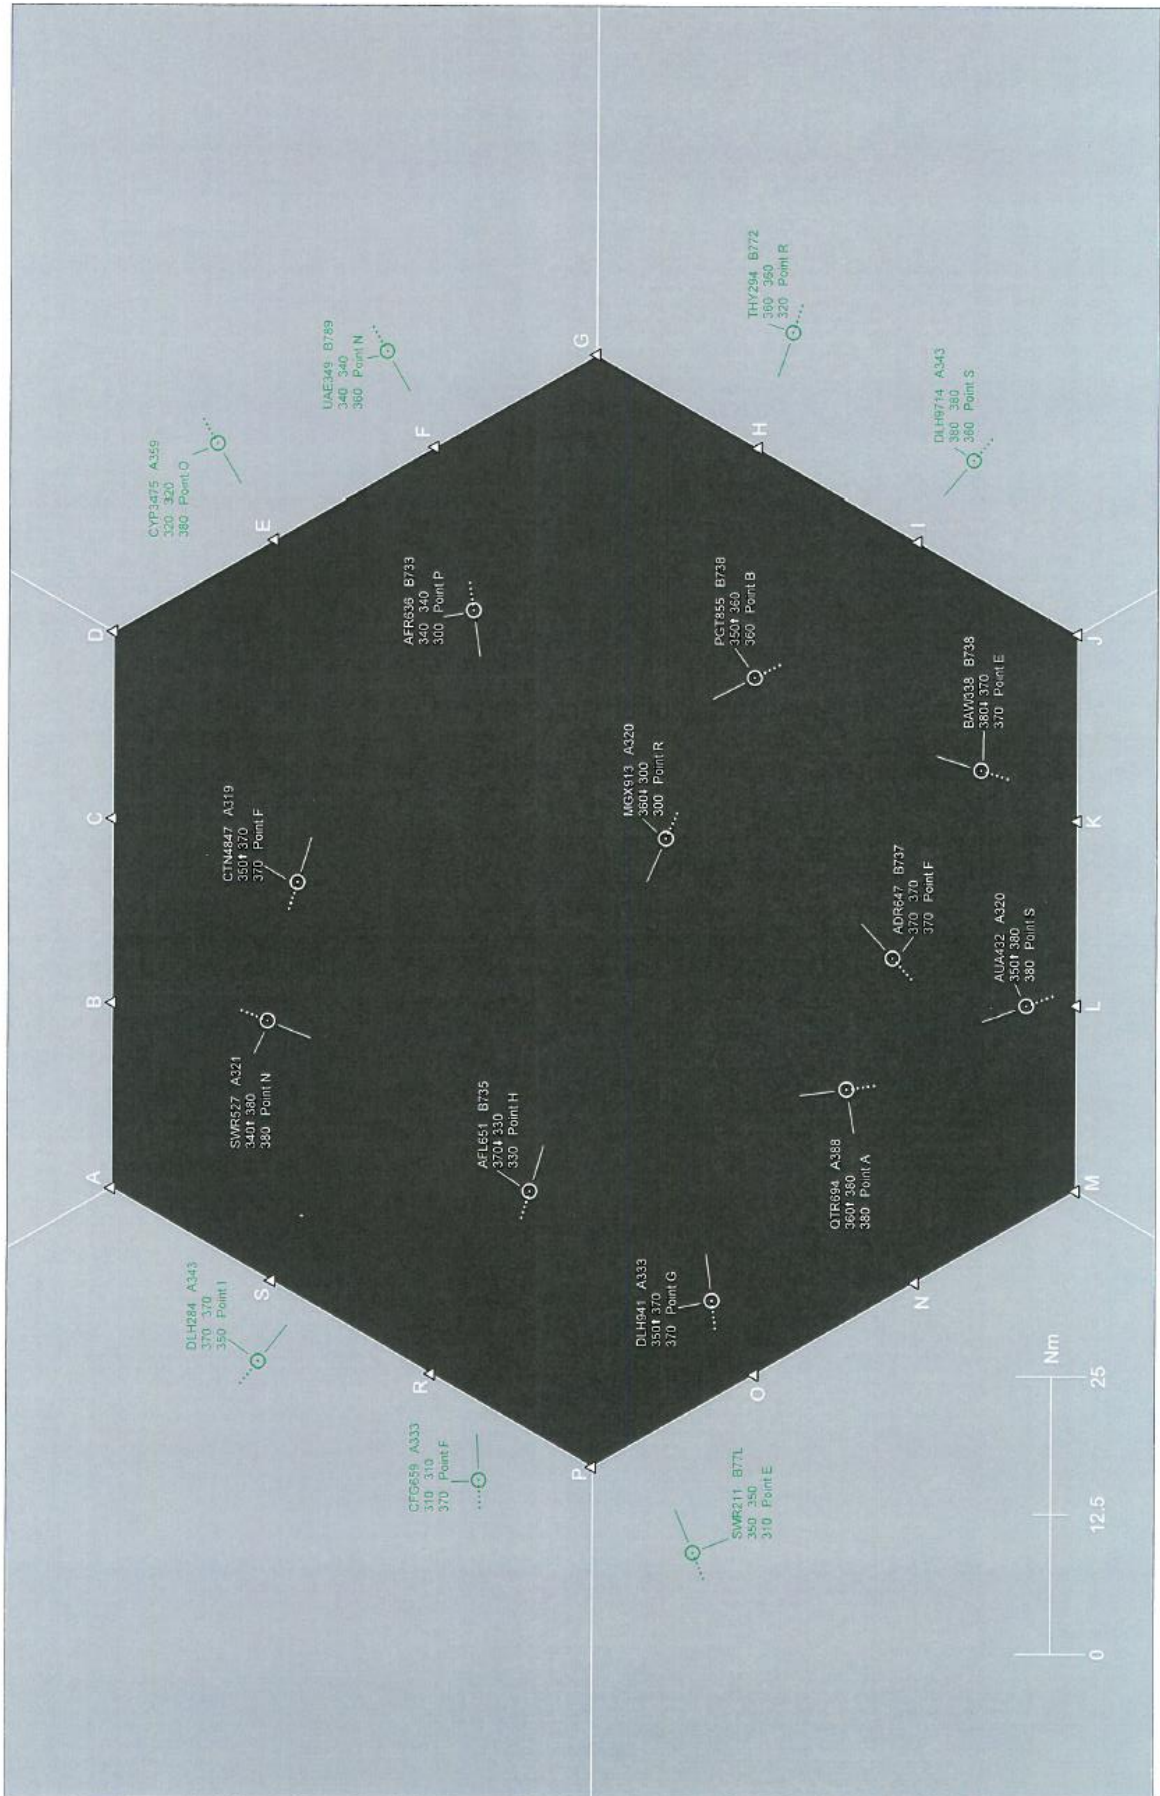 A
B
C
D
E
F
G
H
I
J
K
L
M
N
O
P
R
S
DLH284 A343
370 370
350 Point I
SWR527 A321
340⬆ 380
380 Point N
CTN4847 A319
350⬆ 370
370 Point F
CYP3475 A359
320 320
380 Point O
UAE349 B789
340 340
360 Point N
CFG659 A333
310 310
370 Point F
AFL651 B735
370⬇ 330
330 Point H
AFR636 B733
340 340
300 Point P
SWR211 B77L
350 350
310 Point E
DLH941 A333
350⬆ 370
370 Point G
MGX913 A320
360⬇ 300
300 Point R
PGT855 B738
350⬆ 360
360 Point B
THY294 B772
360 360
320 Point R
QTR694 A388
360⬆ 380
380 Point A
ADR647 B737
370 370
370 Point F
DLH9714 A343
380 380
360 Point S
AUA432 A320
350⬆ 380
380 Point S
BAW338 B738
380⬇ 370
370 Point E
Nm
0 12.5 25